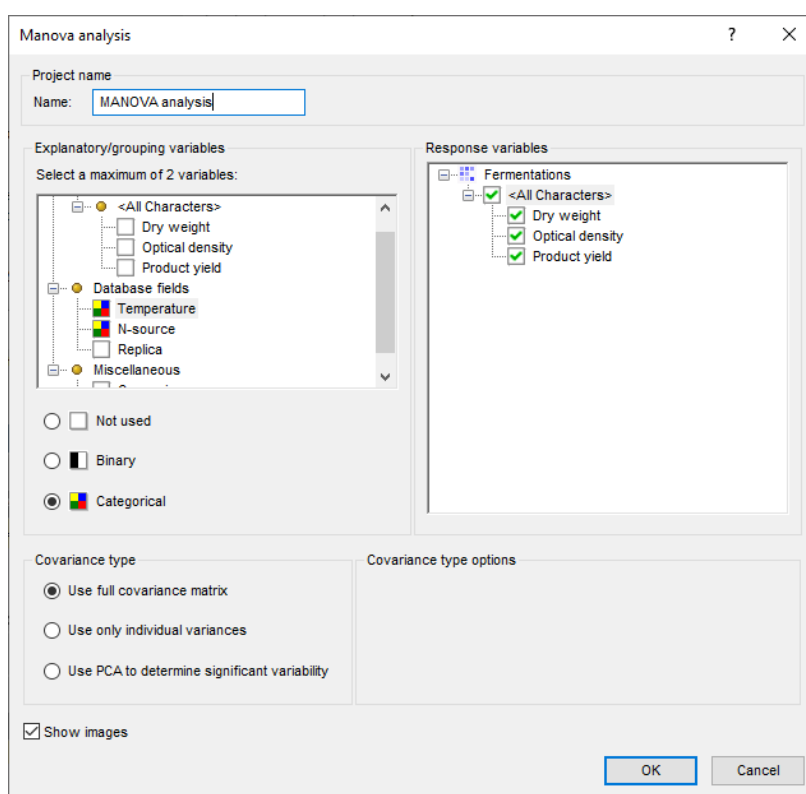 Manova analysis
?
Project name
Name: MANOVA analysis
Explanatory/grouping variables
Select a maximum of 2 variables:
<All Characters>
Dry weight
Optical density
Product yield
Database fields
Temperature
N-source
Replica
Miscellaneous
Not used
Binary
Categorical
Response variables
Fermentations
<All Characters>
Dry weight
Optical density
Product yield
Covariance type
Use full covariance matrix
Use only individual variances
Use PCA to determine significant variability
Covariance type options
Show images
OK
Cancel